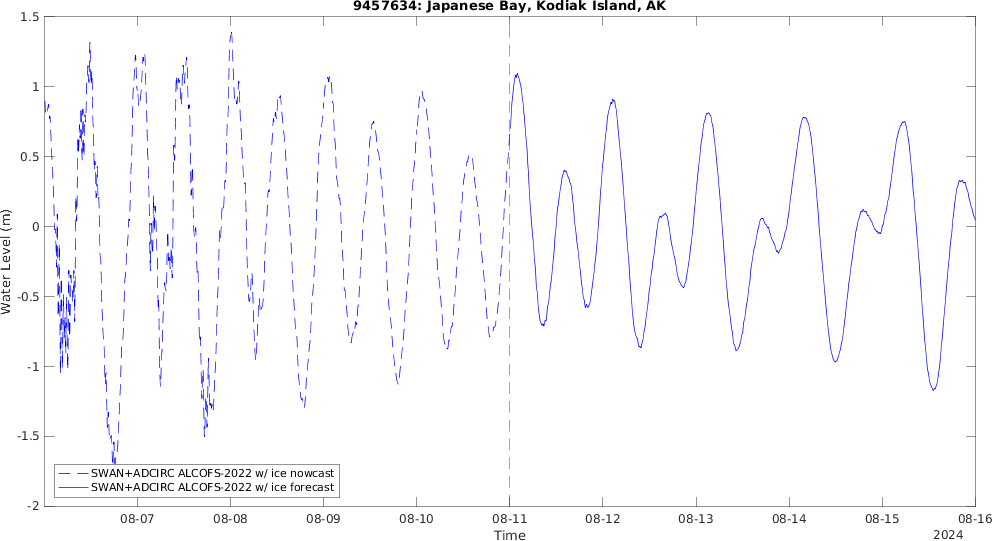 9457634: Japanese Bay, Kodiak Island, AK
1.5
1
0.5
0
-0.5
-1
-1.5
-2
Water Level (m)
SWAN+ADCIRC ALCOFS-2022 w/ ice nowcast
SWAN+ADCIRC ALCOFS-2022 w/ ice forecast
08-07 08-08 08-09 08-10 08-11 08-12 08-13 08-14 08-15 08-16
Time
2024